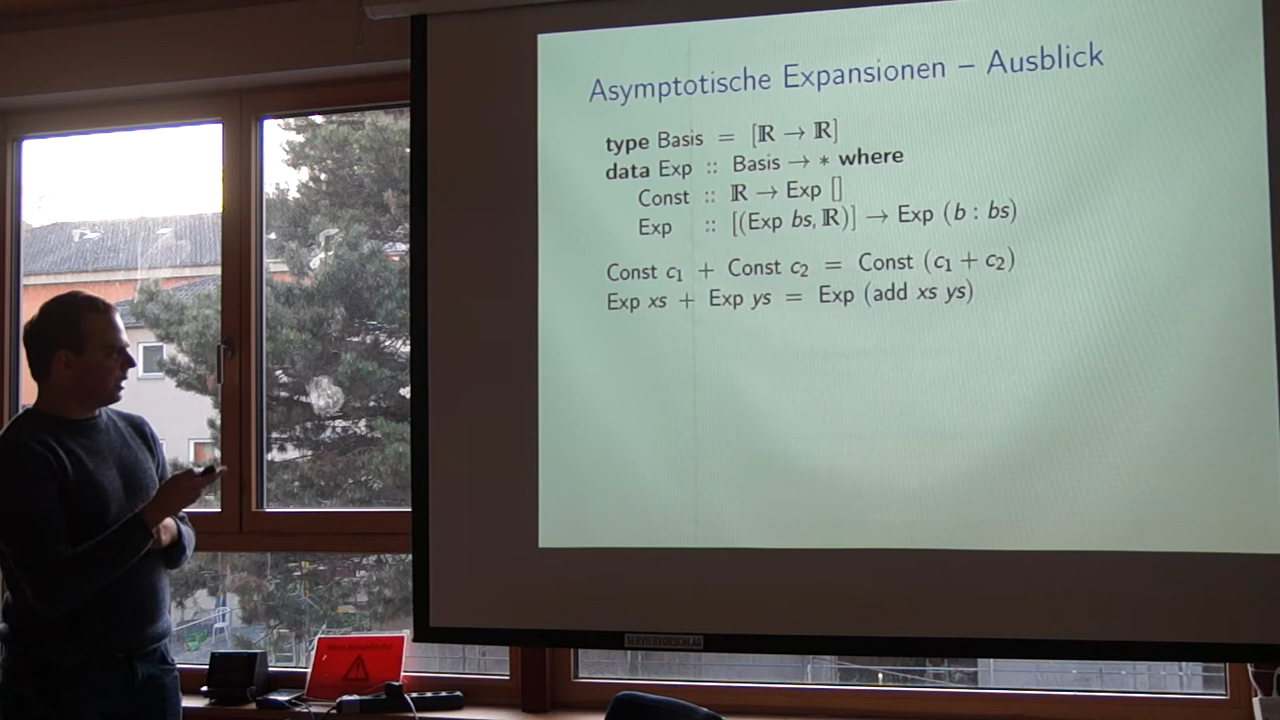 Asymptotische Expansionen – Ausblick
type Basis = [ℝ → ℝ]
data Exp :: Basis → * where
Const :: ℝ → Exp []
Exp :: [(Exp bs, ℝ)] → Exp (b : bs)
Const c₁ + Const c₂ = Const (c₁ + c₂)
Exp xs + Exp ys = Exp (add xs ys)
SERVIERVORSCHLAG